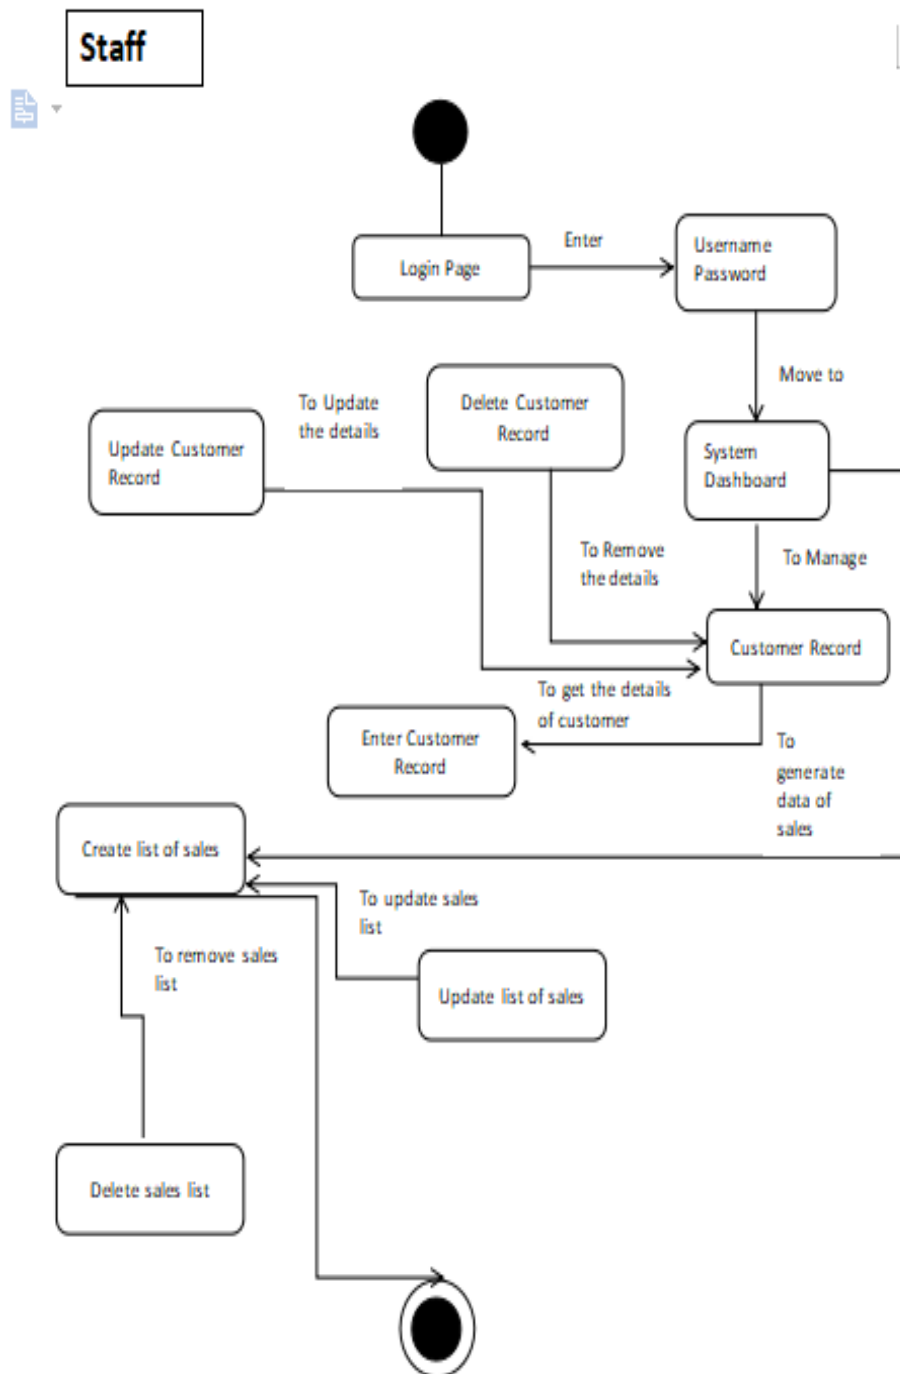 Staff
Login Page
Enter
Username
Password
Move to
To Update
the details
Delete Customer
Record
Update Customer
Record
System
Dashboard
To Remove
the details
To Manage
Customer Record
To get the details
of customer
Enter Customer
Record
To
generate
data of
sales
Create list of sales
To update sales
list
To remove sales
list
Update list of sales
Delete sales list